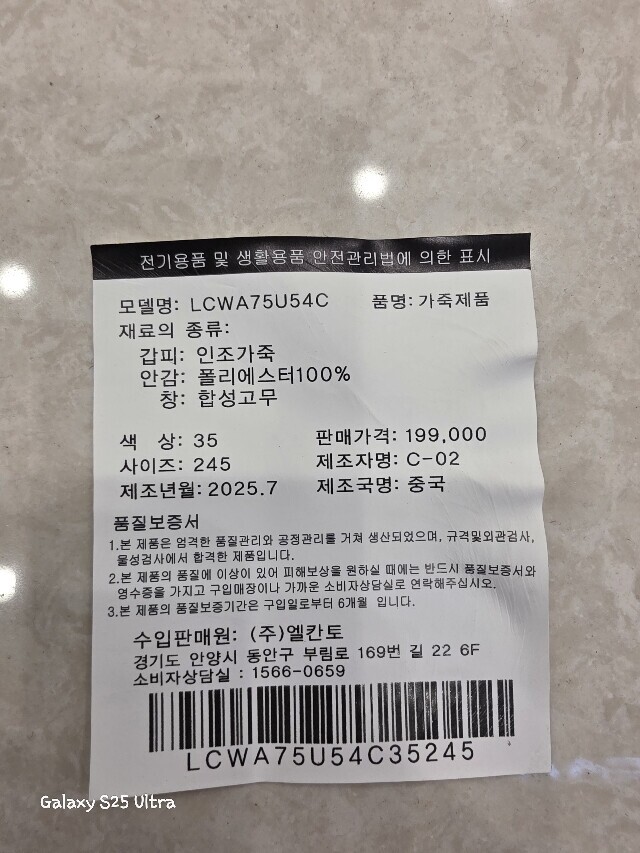 전기용품 및 생활용품 안전관리법에 의한 표시
모델명: LCWA75U54C 품명: 가죽제품
재료의 종류:
갑피: 인조가죽
안감: 폴리에스터100%
창: 합성고무
색 상: 35 판매가격: 199,000
사이즈: 245 제조자명: C-02
제조년월: 2025.7 제조국명: 중국
품질보증서
1.본 제품은 엄격한 품질관리와 공정관리를 거쳐 생산되었으며, 규격및외관검사,
물성검사에서 합격한 제품입니다.
2.본 제품의 품질에 이상이 있어 피해보상을 원하실 때에는 반드시 품질보증서와
영수증을 가지고 구입매장이나 가까운 소비자상담실로 연락해주십시오.
3.본 제품의 품질보증기간은 구입일로부터 6개월 입니다.
수입판매원: (주)엘칸토
경기도 안양시 동안구 부림로 169번 길 22 6F
소비자상담실 : 1566-0659
LCWA75U54C35245
Galaxy S25 Ultra